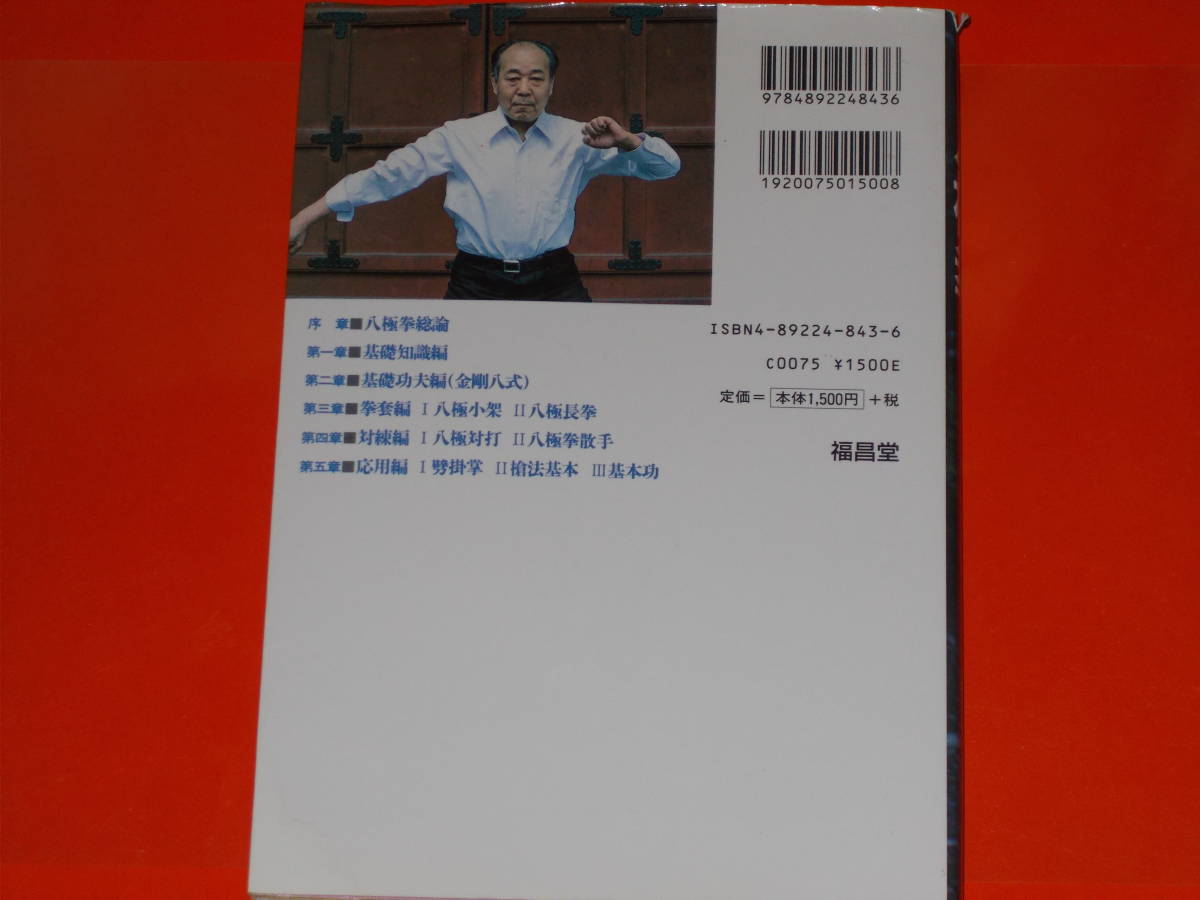 9784892248436
1920075015008
ISBN4-89224-843-6
C0075 ¥1500E
定価＝ 本体1,500円 ＋税
福昌堂
序 章■八極拳総論
第一章■基礎知識編
第二章■基礎功夫編(金剛八式)
第三章■拳套編 Ⅰ八極小架 Ⅱ八極長拳
第四章■対練編 Ⅰ八極対打 Ⅱ八極拳散手
第五章■応用編 Ⅰ劈掛掌 Ⅱ槍法基本 Ⅲ基本功